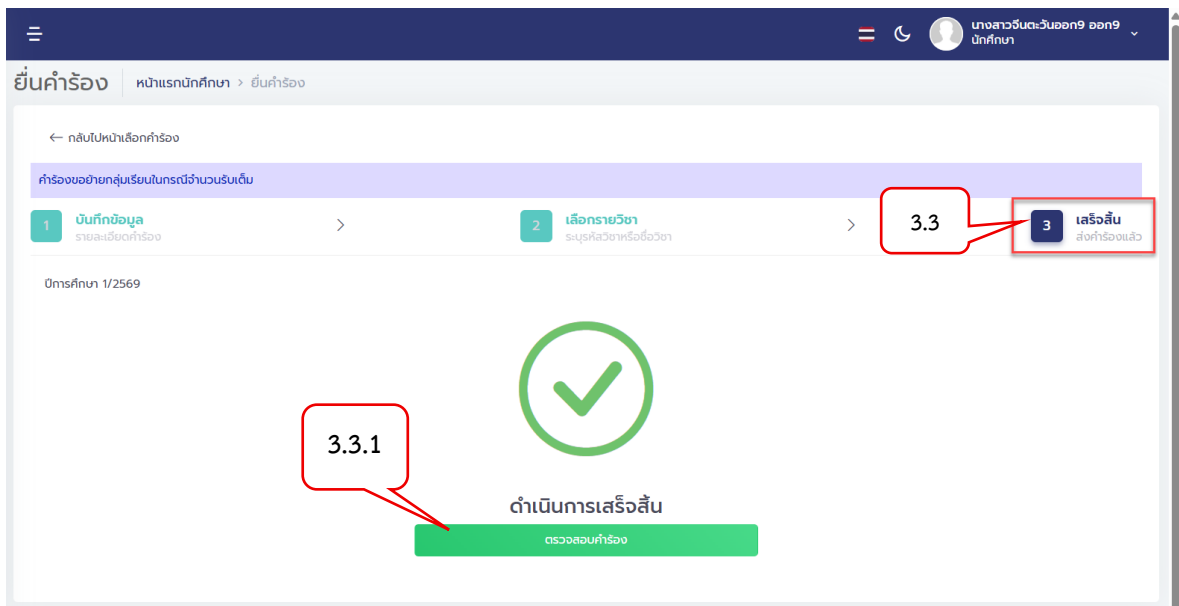 นางสาวจีนตะวันออก9 ออก9
นักศึกษา
ยื่นคำร้อง
หน้าแรกนักศึกษา > ยื่นคำร้อง
← กลับไปหน้าเลือกคำร้อง
คำร้องขอย้ายกลุ่มเรียนในกรณีจำนวนรับเต็ม
1 บันทึกข้อมูล
รายละเอียดคำร้อง
>
2 เลือกรายวิชา
ระบุรหัสวิชาหรือชื่อวิชา
>
3.3
3 เสร็จสิ้น
ส่งคำร้องแล้ว
ปีการศึกษา 1/2569
3.3.1
ดำเนินการเสร็จสิ้น
ตรวจสอบคำร้อง